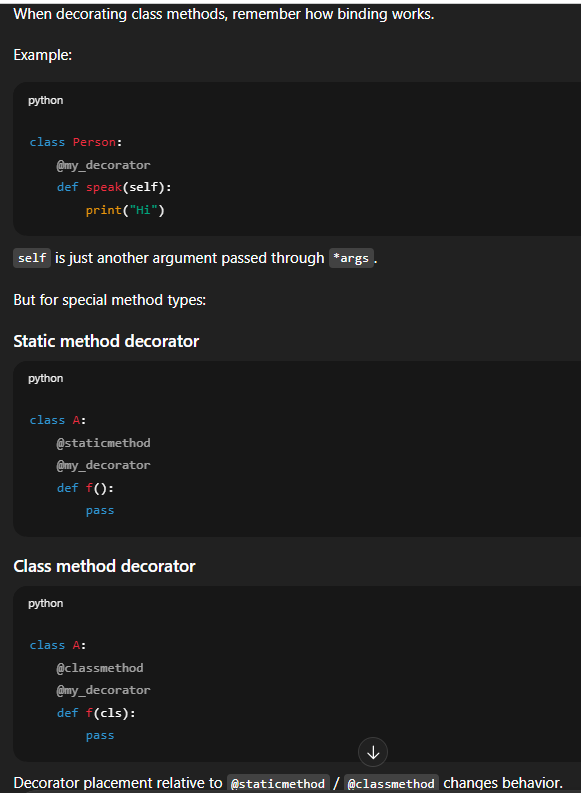 When decorating class methods, remember how binding works.
Example:
python
class Person:
    @my_decorator
    def speak(self):
        print("Hi")
self is just another argument passed through *args.
But for special method types:
Static method decorator
python
class A:
    @staticmethod
    @my_decorator
    def f():
        pass
Class method decorator
python
class A:
    @classmethod
    @my_decorator
    def f(cls):
        pass
Decorator placement relative to @staticmethod / @classmethod changes behavior.